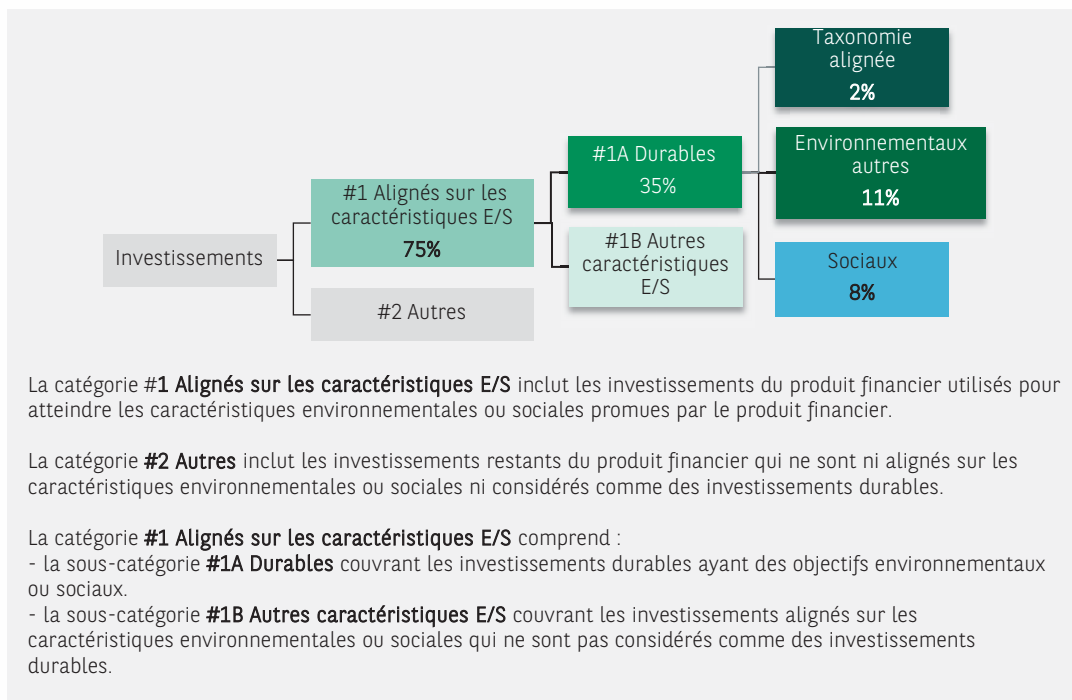 Investissements
#1 Alignés sur les
caractéristiques E/S
75%
#2 Autres
#1A Durables
35%
#1B Autres
caractéristiques
E/S
Taxonomie
alignée
2%
Environnementaux
autres
11%
Sociaux
8%
La catégorie #1 Alignés sur les caractéristiques E/S inclut les investissements du produit financier utilisés pour
atteindre les caractéristiques environnementales ou sociales promues par le produit financier.
La catégorie #2 Autres inclut les investissements restants du produit financier qui ne sont ni alignés sur les
caractéristiques environnementales ou sociales ni considérés comme des investissements durables.
La catégorie #1 Alignés sur les caractéristiques E/S comprend :
- la sous-catégorie #1A Durables couvrant les investissements durables ayant des objectifs environnementaux
ou sociaux.
- la sous-catégorie #1B Autres caractéristiques E/S couvrant les investissements alignés sur les
caractéristiques environnementales ou sociales qui ne sont pas considérés comme des investissements
durables.